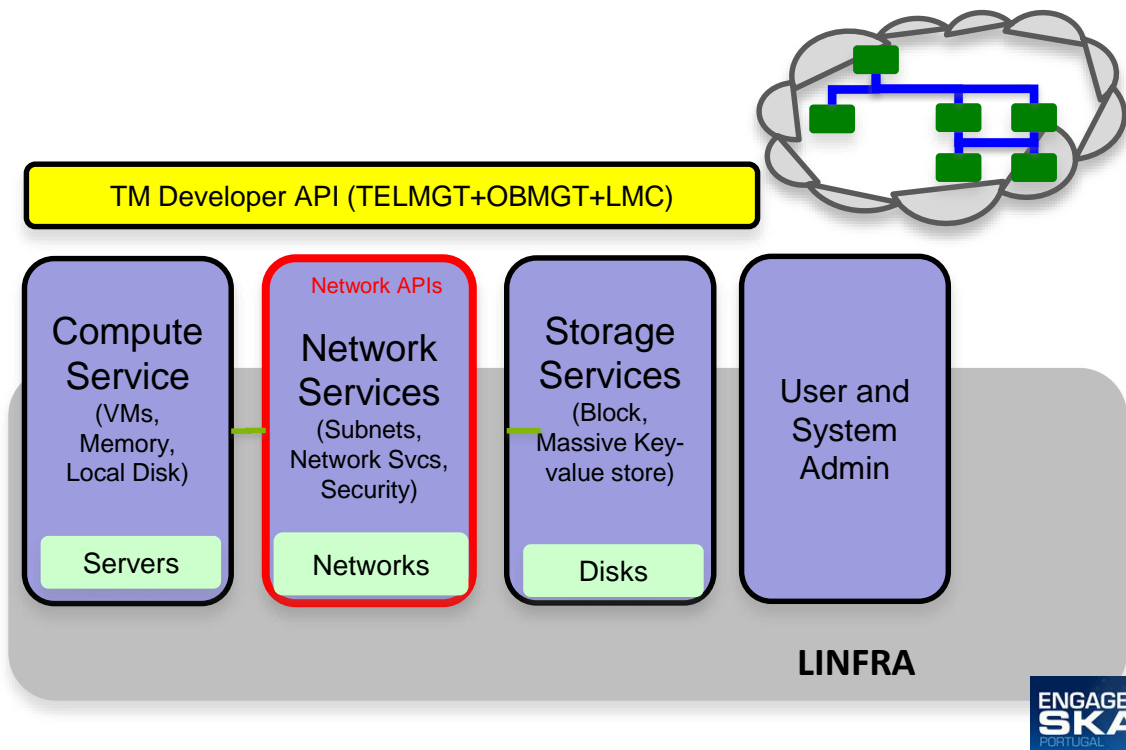 TM Developer API (TELMGT+OBMGT+LMC)
Compute
Service
(VMs,
Memory,
Local Disk)
Servers
Network APIs
Network
Services
(Subnets,
Network Svcs,
Security)
Networks
Storage
Services
(Block,
Massive Key-
value store)
Disks
User and
System
Admin
LINFRA
ENGAGE
SKA
PORTUGAL